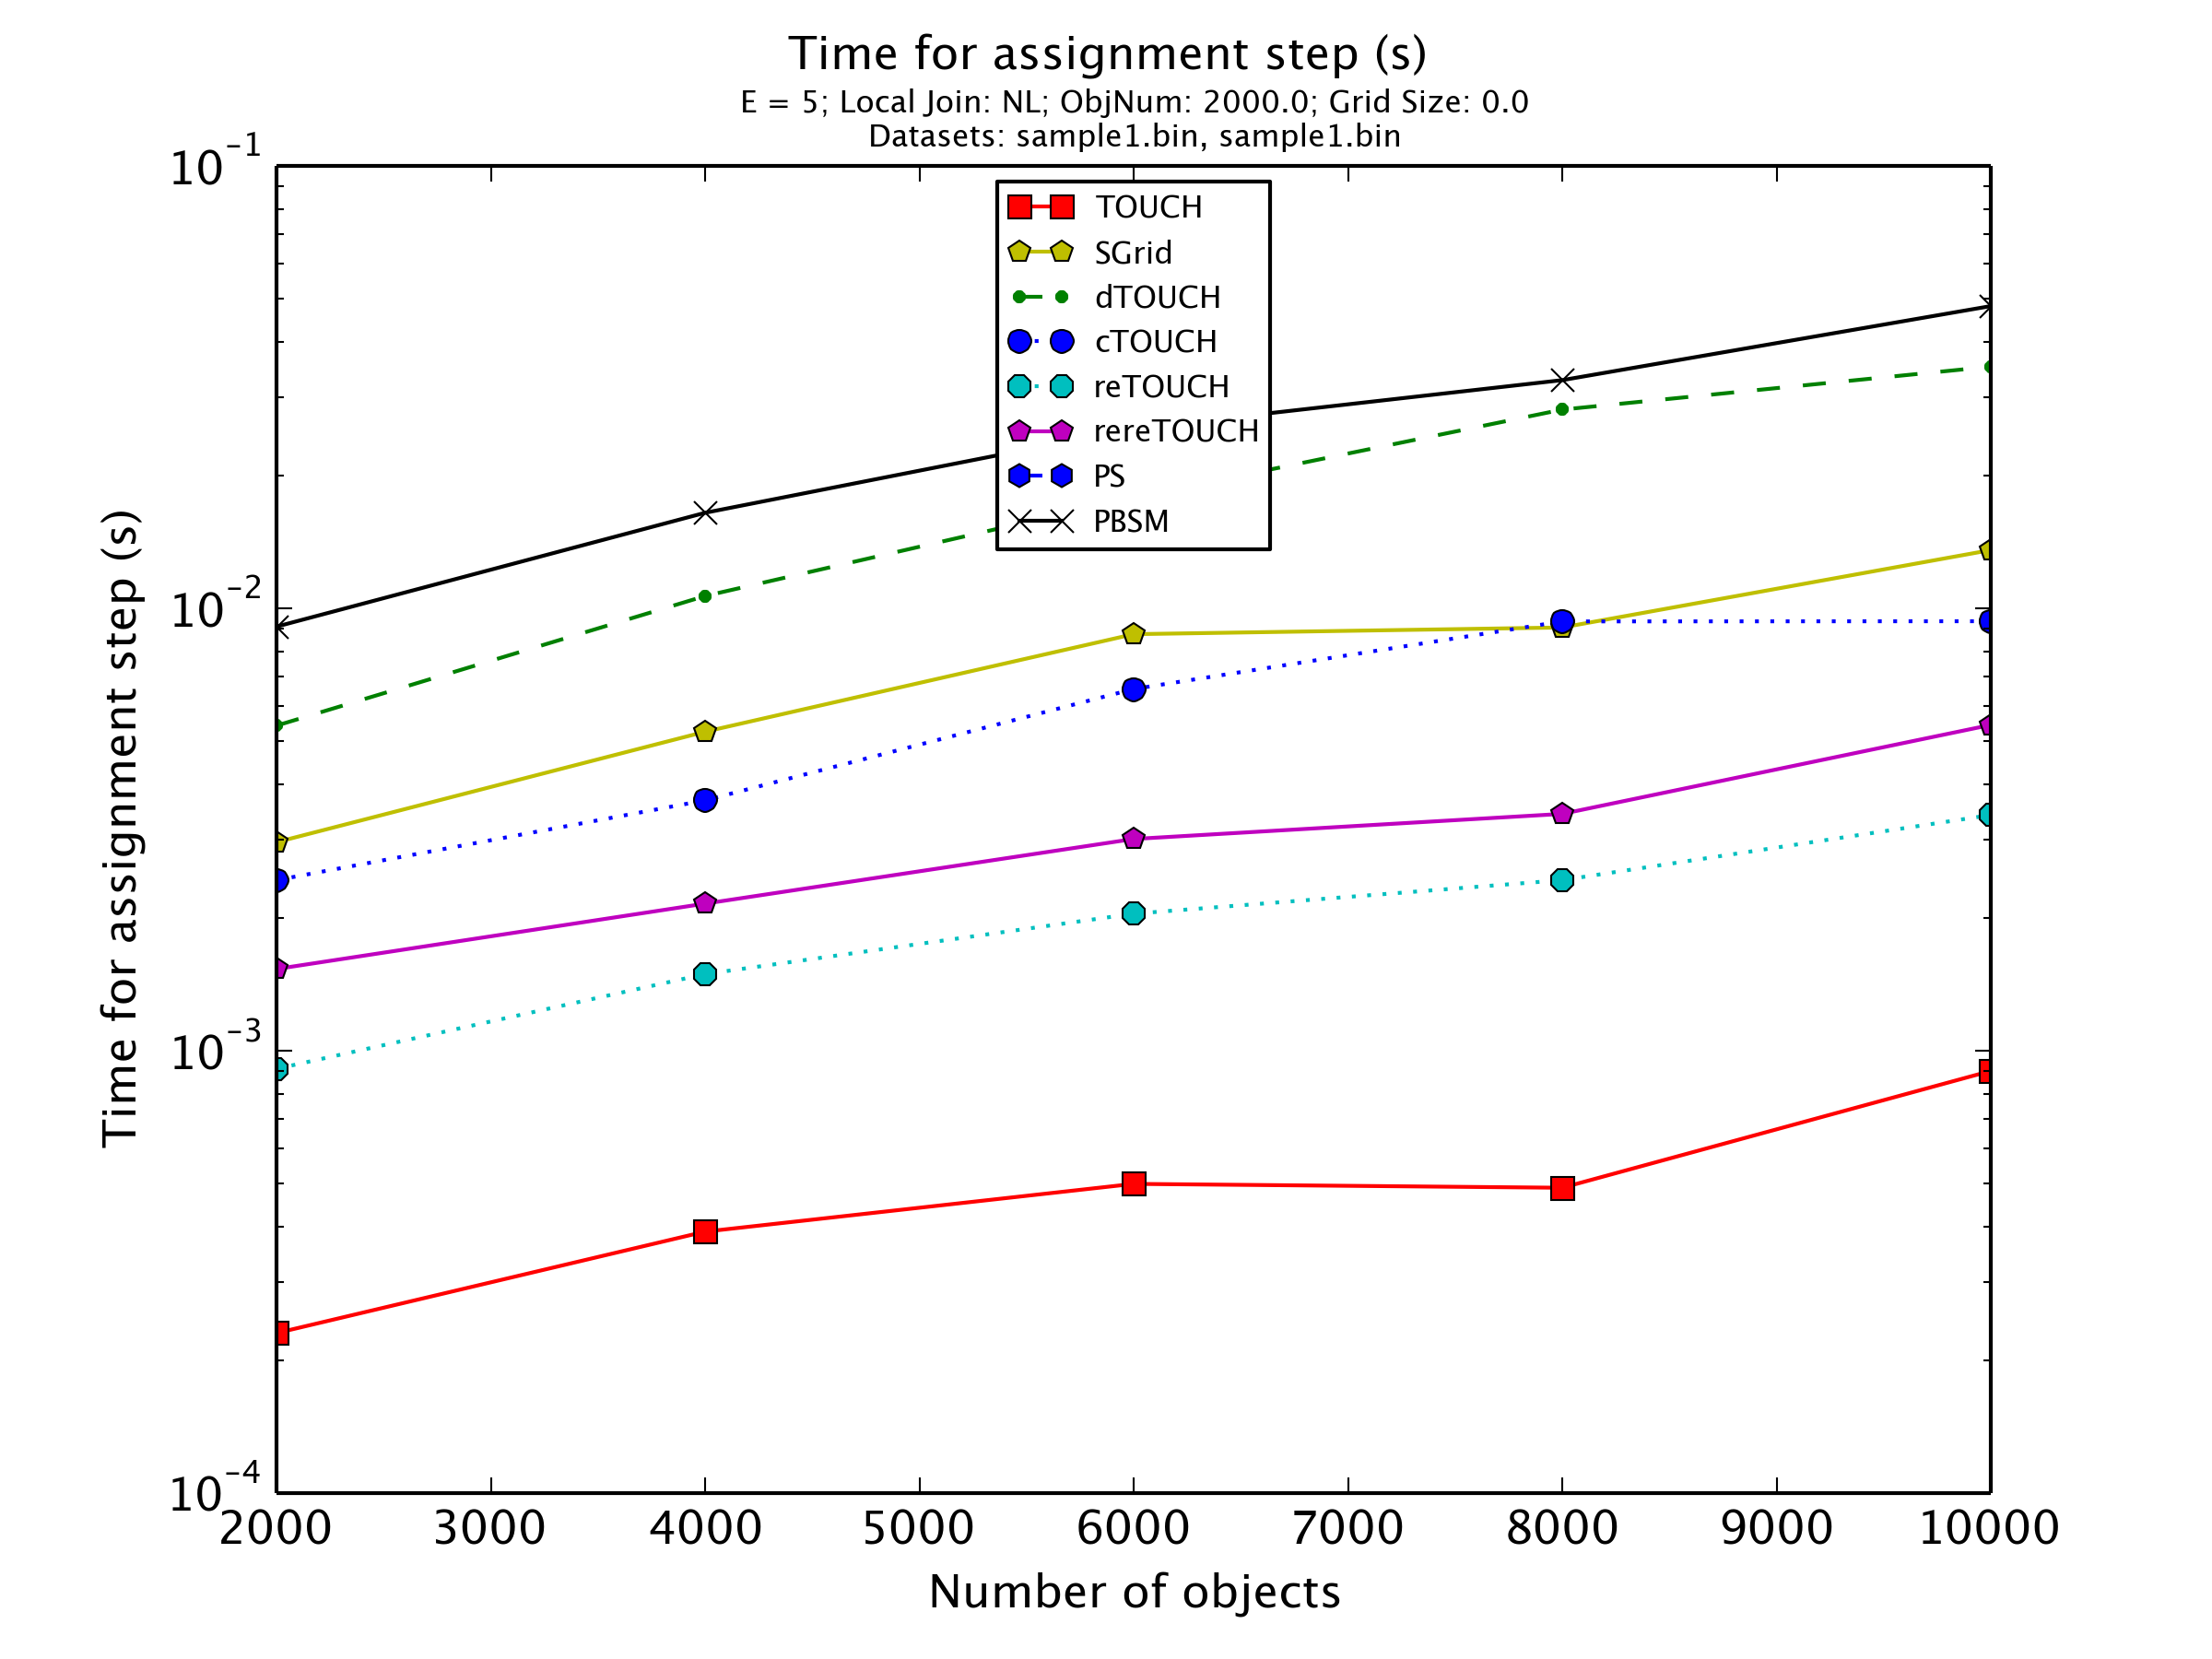 Time for assignment step (s)
E = 5; Local Join: NL; ObjNum: 2000.0; Grid Size: 0.0
Datasets: sample1.bin, sample1.bin
10⁻¹
TOUCH
SGrid
dTOUCH
cTOUCH
reTOUCH
rereTOUCH
PS
PBSM
10⁻²
10⁻³
10⁻⁴
Time for assignment step (s)
2000 3000 4000 5000 6000 7000 8000 9000 10000
Number of objects